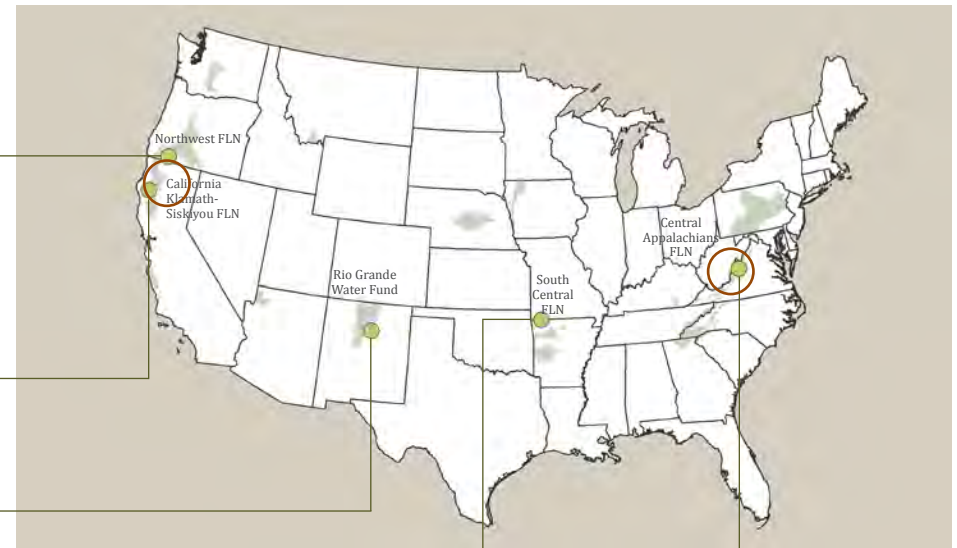 Northwest FLN
California
Klamath-
Siskiyou FLN
Rio Grande
Water Fund
South
Central
FLN
Central
Appalachians
FLN